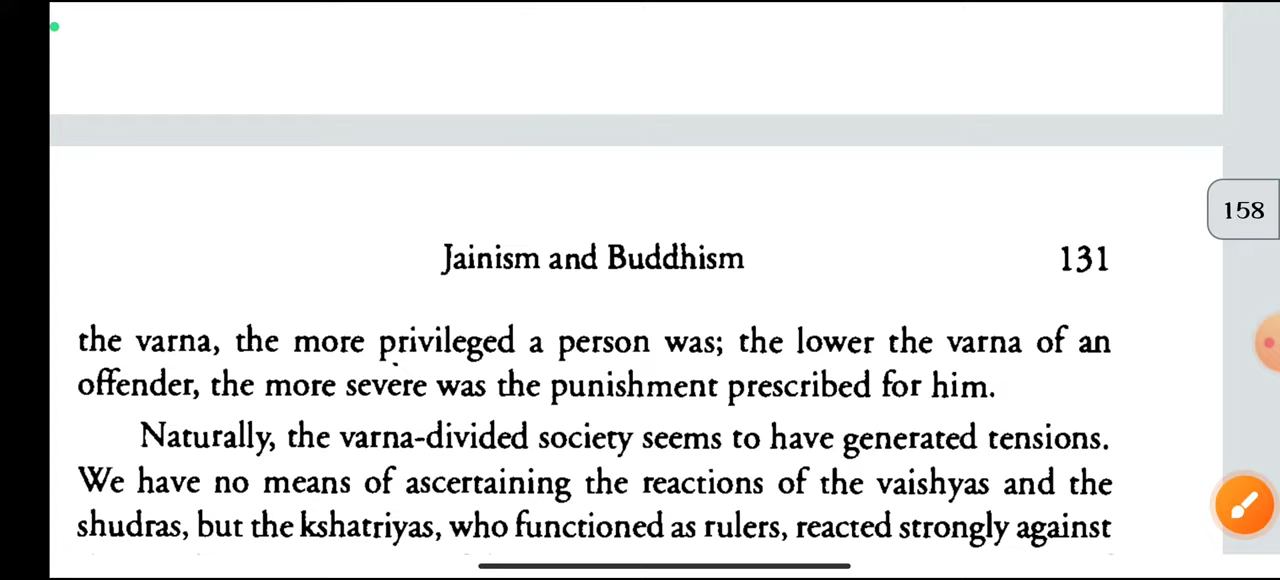 158
Jainism and Buddhism 131
the varna, the more privileged a person was; the lower the varna of an
offender, the more severe was the punishment prescribed for him.
Naturally, the varna-divided society seems to have generated tensions.
We have no means of ascertaining the reactions of the vaishyas and the
shudras, but the kshatriyas, who functioned as rulers, reacted strongly against